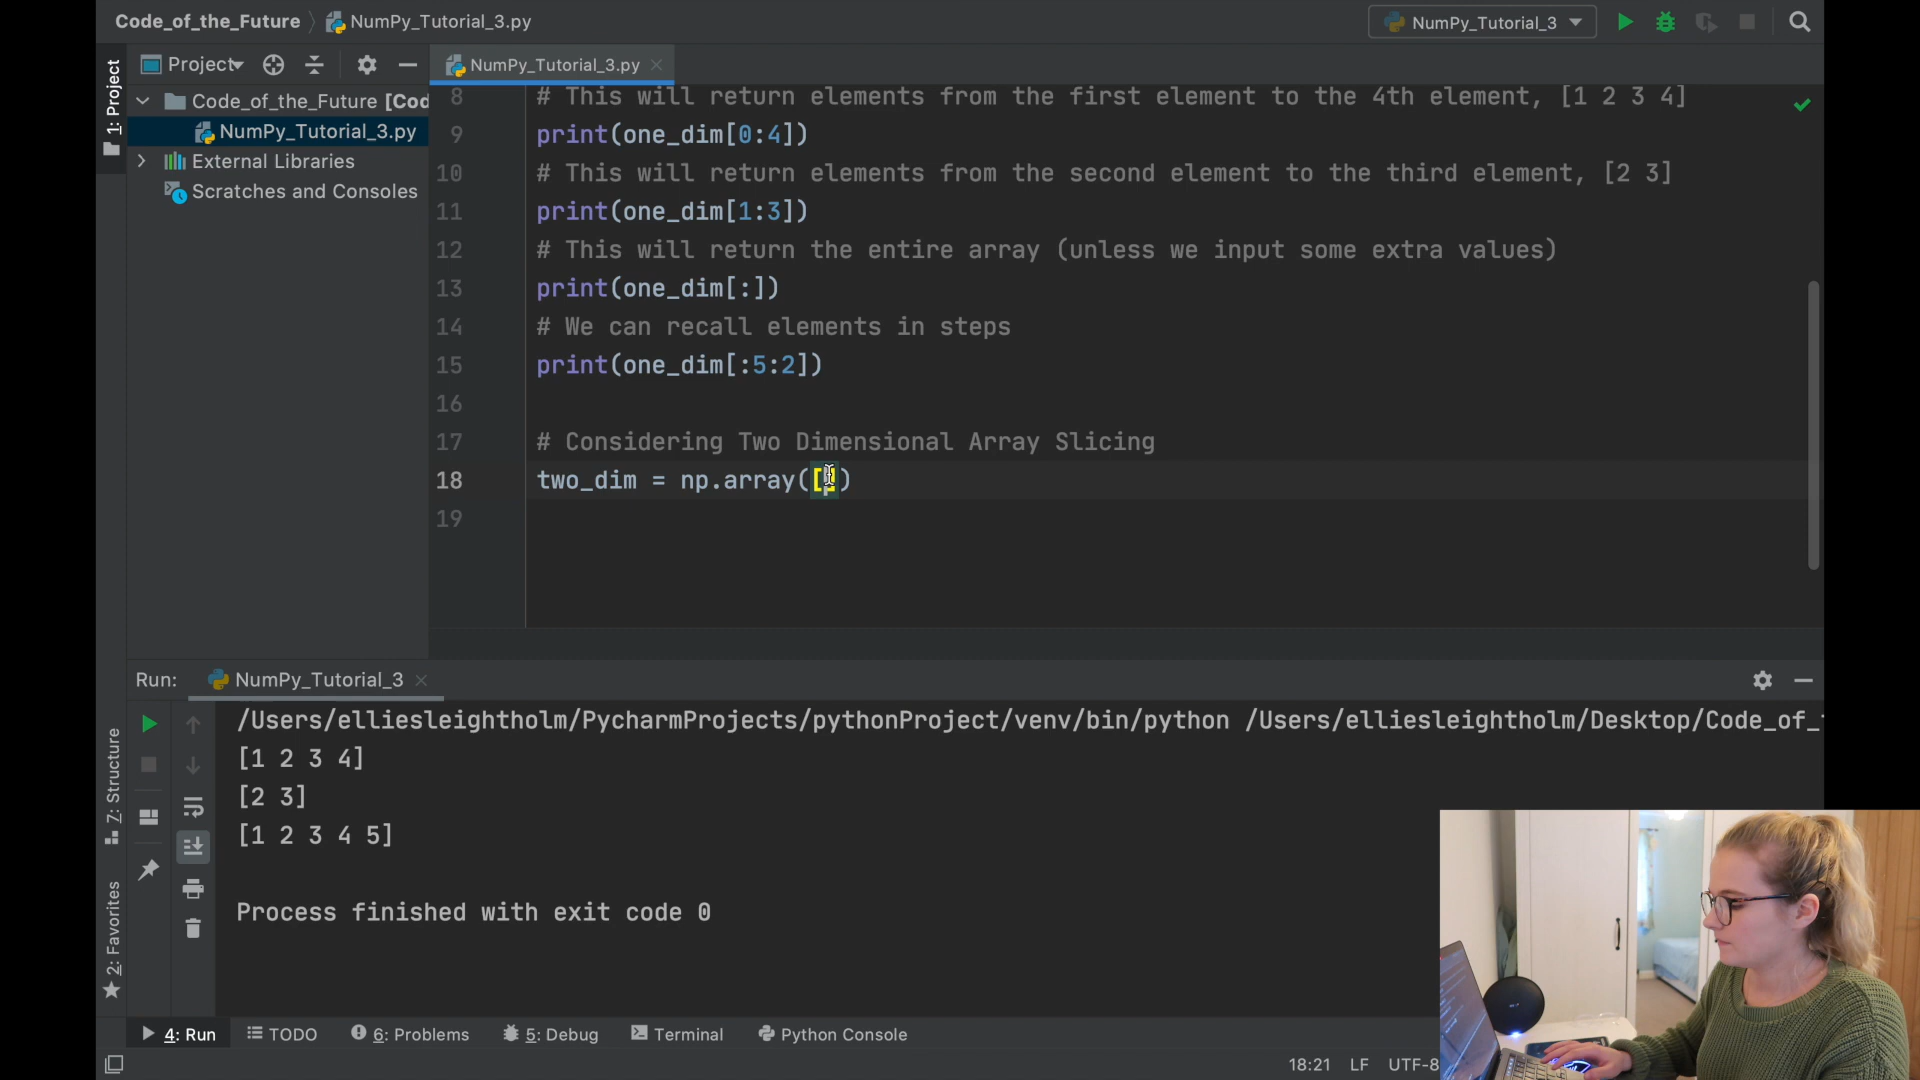 Code_of_the_Future NumPy_Tutorial_3.py NumPy_Tutorial_3
1: Project
Project NumPy_Tutorial_3.py
Code_of_the_Future [Cod
NumPy_Tutorial_3.py
External Libraries
Scratches and Consoles
8 # This will return elements from the first element to the 4th element, [1 2 3 4]
9 print(one_dim[0:4])
10 # This will return elements from the second element to the third element, [2 3]
11 print(one_dim[1:3])
12 # This will return the entire array (unless we input some extra values)
13 print(one_dim[:])
14 # We can recall elements in steps
15 print(one_dim[:5:2])
16
17 # Considering Two Dimensional Array Slicing
18 two_dim = np.array([])
19
Run: NumPy_Tutorial_3
/Users/elliesleightholm/PycharmProjects/pythonProject/venv/bin/python /Users/elliesleightholm/Desktop/Code_of_
[1 2 3 4]
[2 3]
[1 2 3 4 5]
Process finished with exit code 0
7: Structure
2: Favorites
4: Run TODO 6: Problems 5: Debug Terminal Python Console
18:21 LF UTF-8